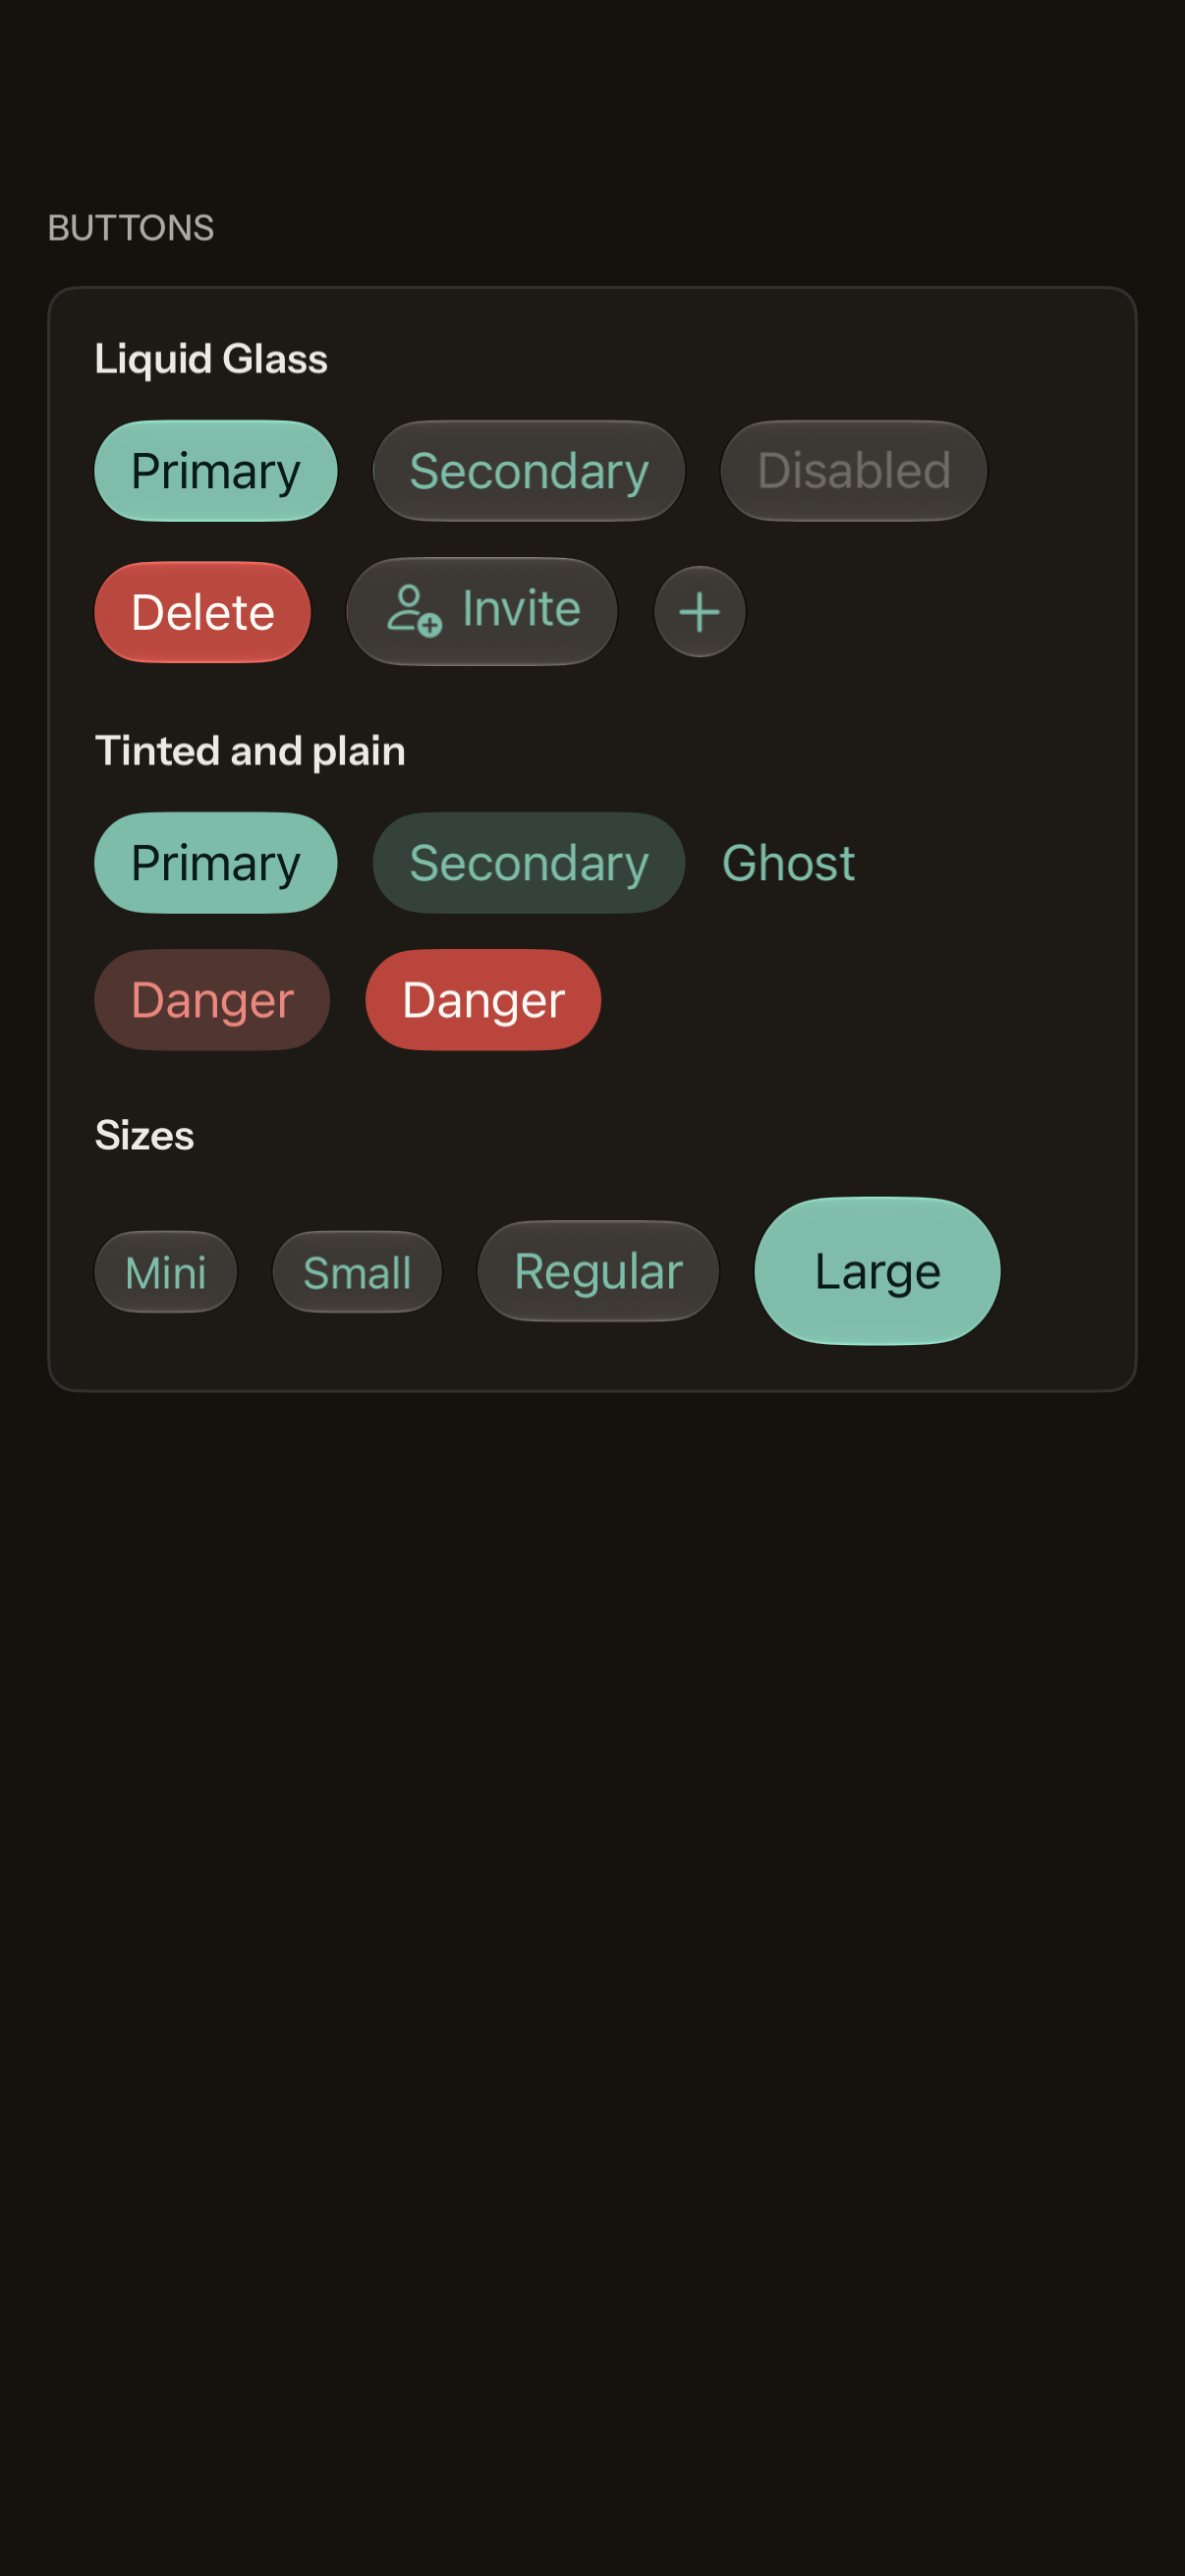 BUTTONS
Liquid Glass
Primary Secondary Disabled
Delete Invite +
Tinted and plain
Primary Secondary Ghost
Danger Danger
Sizes
Mini Small Regular Large